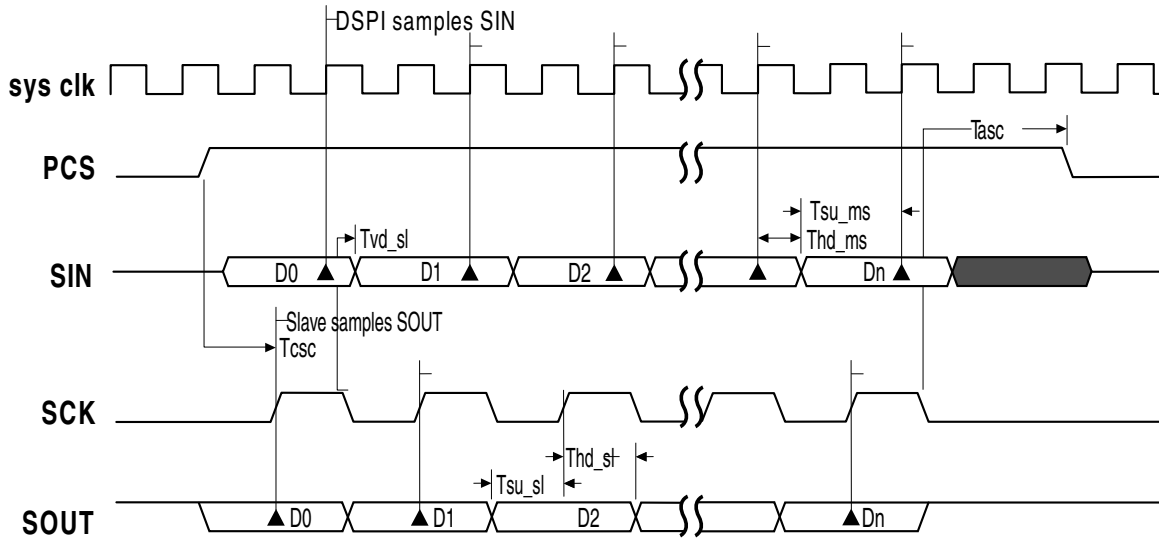 DSPI samples SIN
sys clk
Tasc
PCS
Tsu_ms
Tvd_sl
Thd_ms
SIN
D0
D1
D2
Dn
Slave samples SOUT
Tcsc
SCK
Thd_sl
Tsu_sl
SOUT
D0
D1
D2
Dn